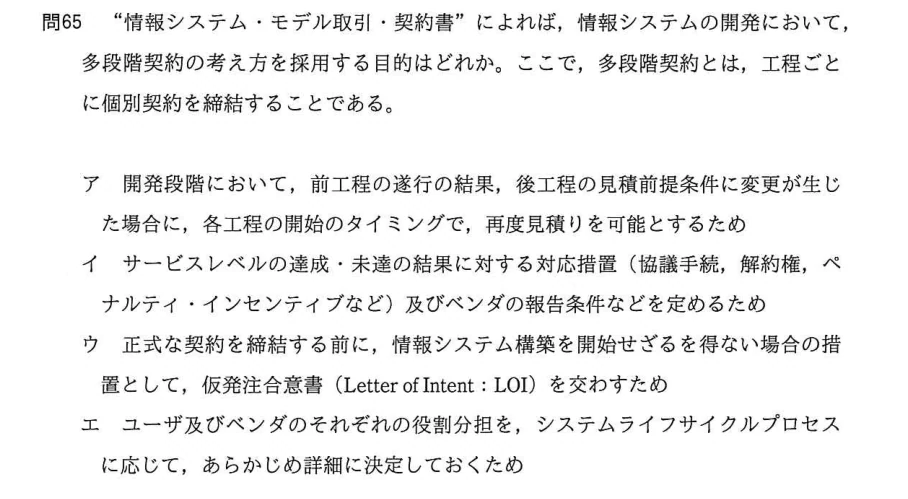 問65　“情報システム・モデル取引・契約書”によれば，情報システムの開発において，
多段階契約の考え方を採用する目的はどれか。ここで，多段階契約とは，工程ごと
に個別契約を締結することである。
ア　開発段階において，前工程の遂行の結果，後工程の見積前提条件に変更が生じ
た場合に，各工程の開始のタイミングで，再度見積りを可能とするため
イ　サービスレベルの達成・未達の結果に対する対応措置（協議手続，解約権，ペ
ナルティ・インセンティブなど）及びベンダの報告条件などを定めるため
ウ　正式な契約を締結する前に，情報システム構築を開始せざるを得ない場合の措
置として，仮発注合意書（Letter of Intent：LOI）を交わすため
エ　ユーザ及びベンダのそれぞれの役割分担を，システムライフサイクルプロセス
に応じて，あらかじめ詳細に決定しておくため